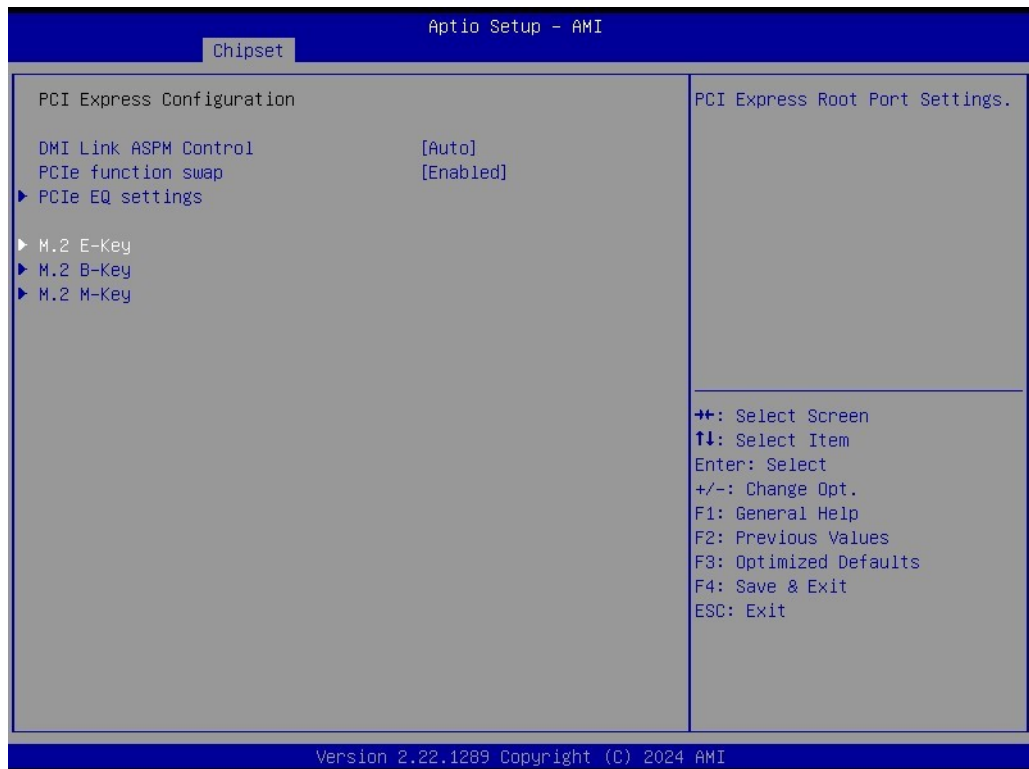 Aptio Setup – AMI
Chipset
PCI Express Configuration
DMI Link ASPM Control [Auto]
PCIe function swap [Enabled]
▶ PCIe EQ settings
▶ M.2 E-Key
▶ M.2 B-Key
▶ M.2 M-Key
PCI Express Root Port Settings.
→←: Select Screen
↑↓: Select Item
Enter: Select
+/-: Change Opt.
F1: General Help
F2: Previous Values
F3: Optimized Defaults
F4: Save & Exit
ESC: Exit
Version 2.22.1289 Copyright (C) 2024 AMI